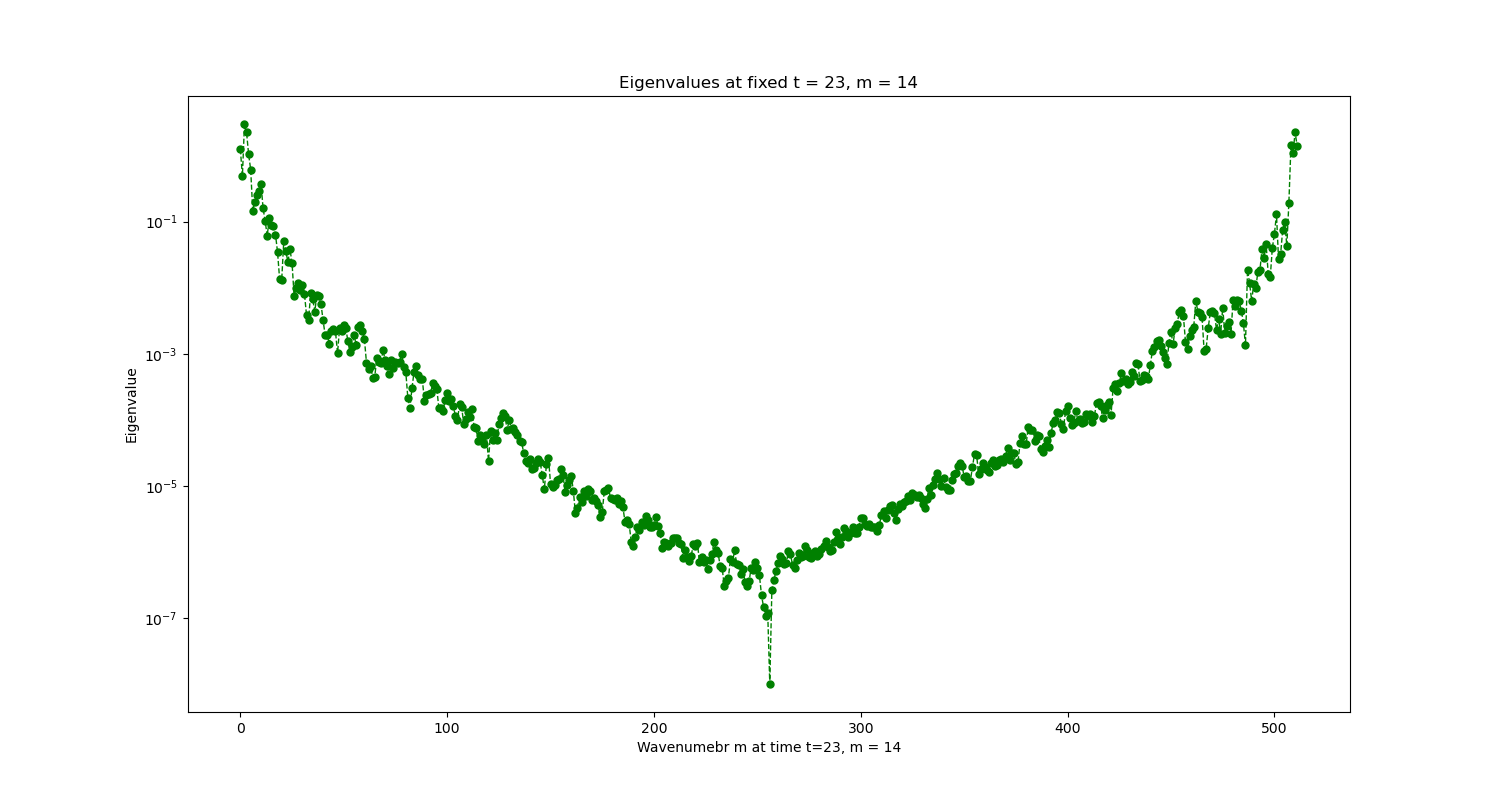 Eigenvalues at fixed t = 23, m = 14
Eigenvalue
10⁻¹
10⁻³
10⁻⁵
10⁻⁷
0 100 200 300 400 500
Wavenumebr m at time t=23, m = 14